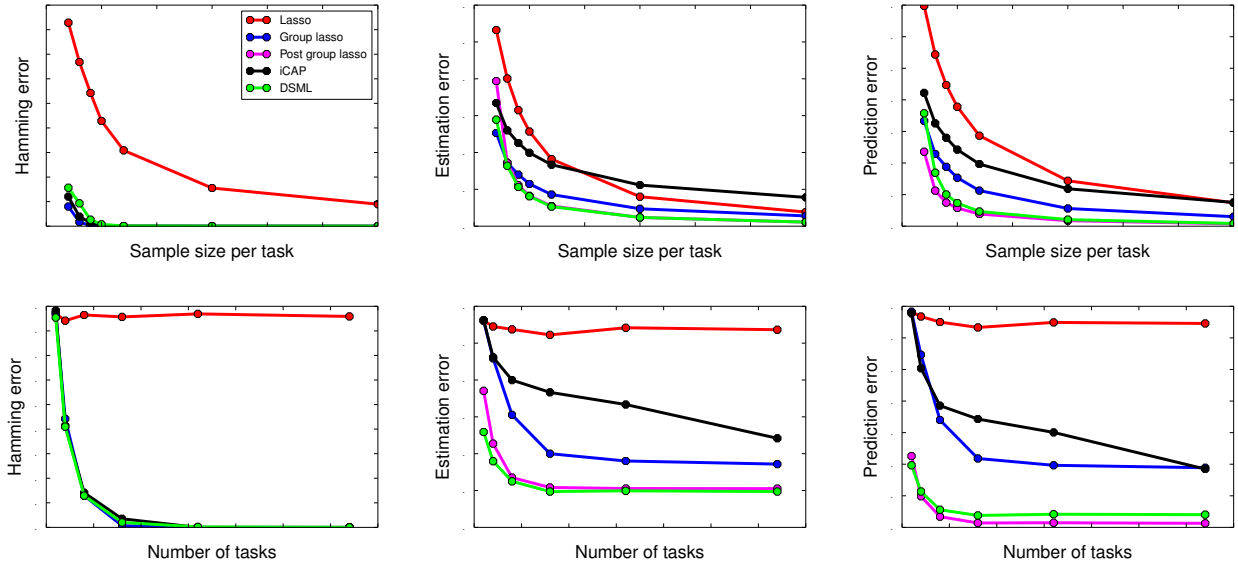 Hamming error
Lasso
Group lasso
Post group lasso
iCAP
DSML
Sample size per task
Estimation error
Sample size per task
Prediction error
Sample size per task
Hamming error
Number of tasks
Estimation error
Number of tasks
Prediction error
Number of tasks